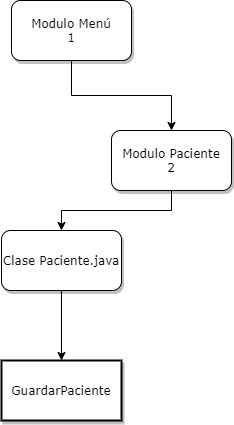 Modulo Menú
1
Modulo Paciente
2
Clase Paciente.java
GuardarPaciente